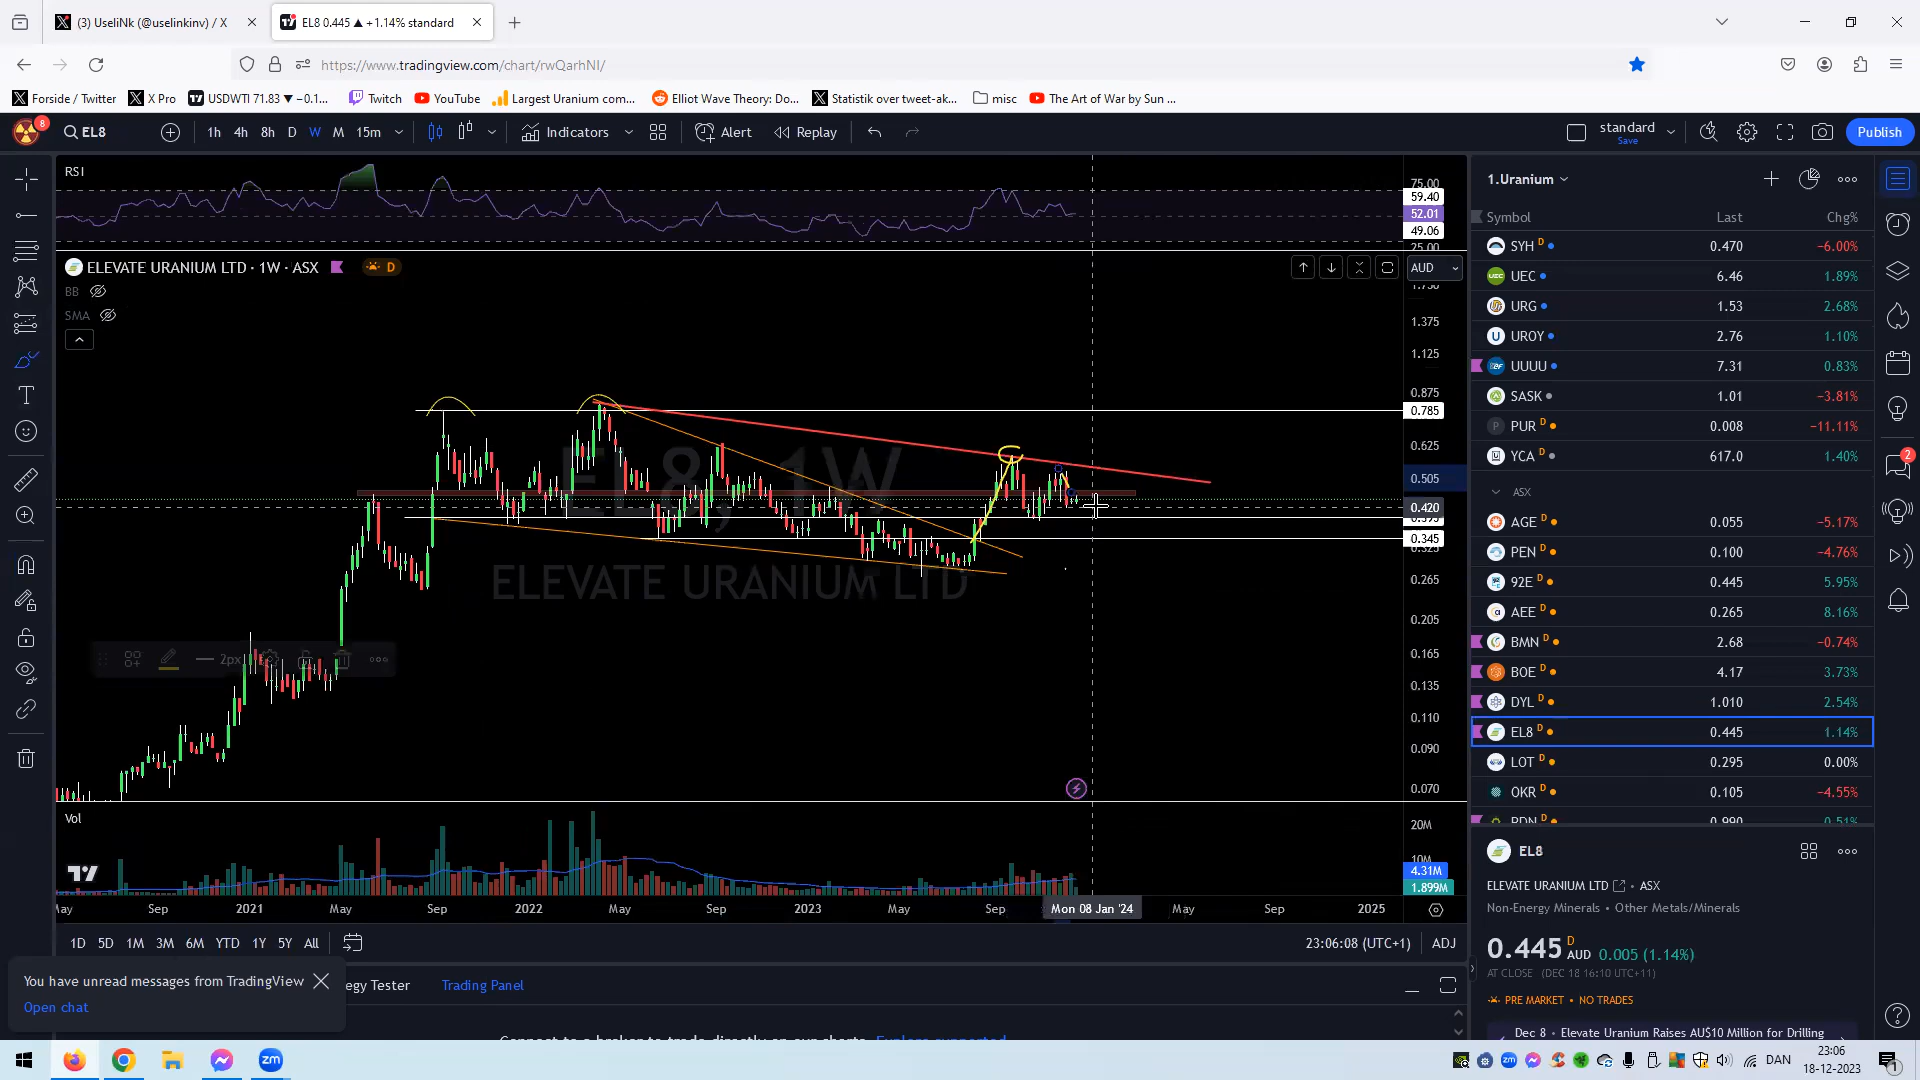 (3) UseliNk (@uselinkinv) / X
EL8 0.445 ▲ +1.14% standard
https://www.tradingview.com/chart/rwQarhNI/
Forside / Twitter
X Pro
USDWTI 71.83 ▼ −0.1...
Twitch
YouTube
Largest Uranium com...
Elliot Wave Theory: Do...
Statistik over tweet-ak...
misc
The Art of War by Sun ...
8
EL8
1h 4h 8h D W M 15m
Indicators
Alert
Replay
standard
Save
Publish
RSI
75.00
59.40
52.01
49.06
25.00
ELEVATE URANIUM LTD · 1W · ASX
D
BB
SMA
AUD
1.375
1.125
0.875
0.785
0.625
0.505
0.420
0.345
0.265
0.205
0.165
0.135
0.110
0.090
0.070
EL8, 1W
ELEVATE URANIUM LTD
2px
Vol
20M
10M
4.31M
1.899M
May Sep 2021 May Sep 2022 May Sep 2023 May Sep Mon 08 Jan '24 May Sep 2025
1D 5D 1M 3M 6M YTD 1Y 5Y All
23:06:08 (UTC+1) ADJ
You have unread messages from TradingView
Open chat
egy Tester
Trading Panel
1.Uranium
Symbol Last Chg%
SYH D 0.470 −6.00%
UEC 6.46 1.89%
URG 1.53 2.68%
UROY 2.76 1.10%
UUUU 7.31 0.83%
SASK 1.01 −3.81%
PUR D 0.008 −11.11%
YCA D 617.0 1.40%
ASX
AGE D 0.055 −5.17%
PEN D 0.100 −4.76%
92E D 0.445 5.95%
AEE D 0.265 8.16%
BMN D 2.68 −0.74%
BOE D 4.17 3.73%
DYL D 1.010 2.54%
EL8 D 0.445 1.14%
LOT D 0.295 0.00%
OKR D 0.105 −4.55%
PDN D 0.990 0.51%
EL8
ELEVATE URANIUM LTD · ASX
Non-Energy Minerals • Other Metals/Minerals
0.445 D AUD 0.005 (1.14%)
AT CLOSE (DEC 18 16:10 UTC+11)
PRE MARKET • NO TRADES
Dec 8 · Elevate Uranium Raises AU$10 Million for Drilling
2
zm
DAN
23:06
18-12-2023
1